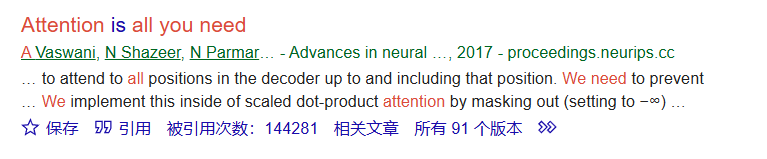 Attention is all you need
A Vaswani, N Shazeer, N Parmar… - Advances in neural …, 2017 - proceedings.neurips.cc
… to attend to all positions in the decoder up to and including that position. We need to prevent
… We implement this inside of scaled dot-product attention by masking out (setting to −∞) …
保存 引用 被引用次数：144281 相关文章 所有 91 个版本